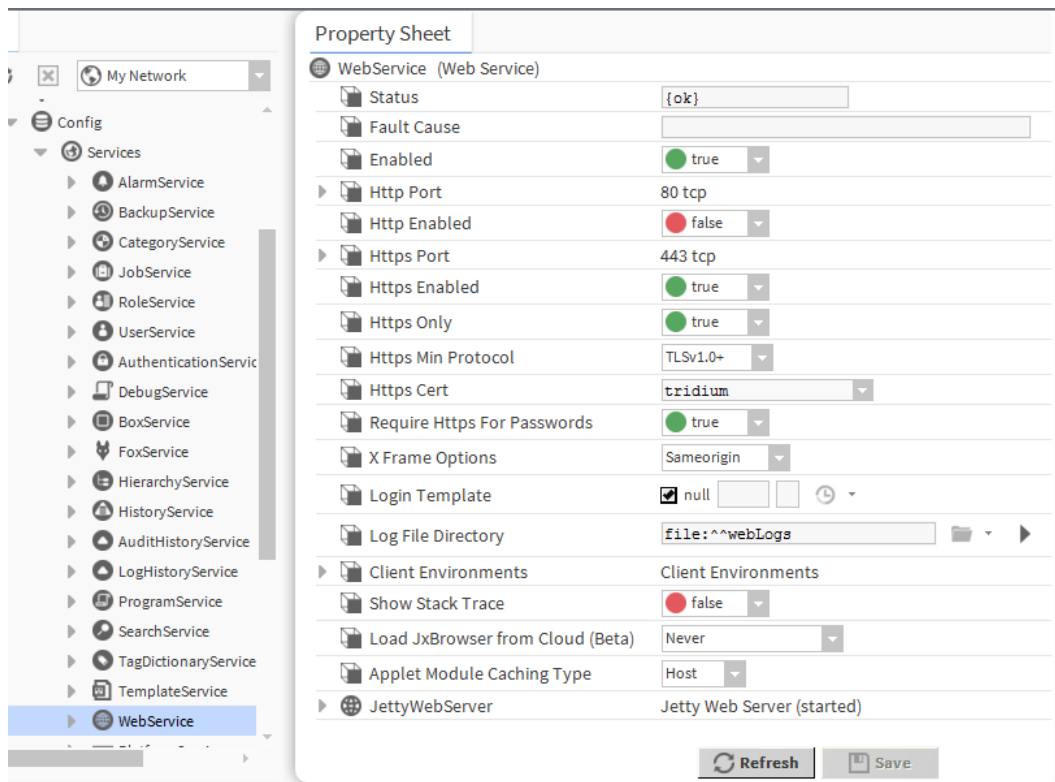 Property Sheet
My Network
WebService (Web Service)
Status {ok}
Config
Fault Cause
Services
Enabled true
AlarmService
Http Port 80 tcp
BackupService
Http Enabled false
CategoryService
Https Port 443 tcp
JobService
Https Enabled true
RoleService
Https Only true
UserService
Https Min Protocol TLSv1.0+
AuthenticationServic
Https Cert tridium
DebugService
Require Https For Passwords true
BoxService
X Frame Options Sameorigin
FoxService
HierarchyService
Login Template null
HistoryService
Log File Directory file:^^webLogs
AuditHistoryService
LogHistoryService
Client Environments Client Environments
ProgramService
Show Stack Trace false
SearchService
Load JxBrowser from Cloud (Beta) Never
TagDictionaryService
Applet Module Caching Type Host
TemplateService
JettyWebServer Jetty Web Server (started)
WebService
Refresh Save